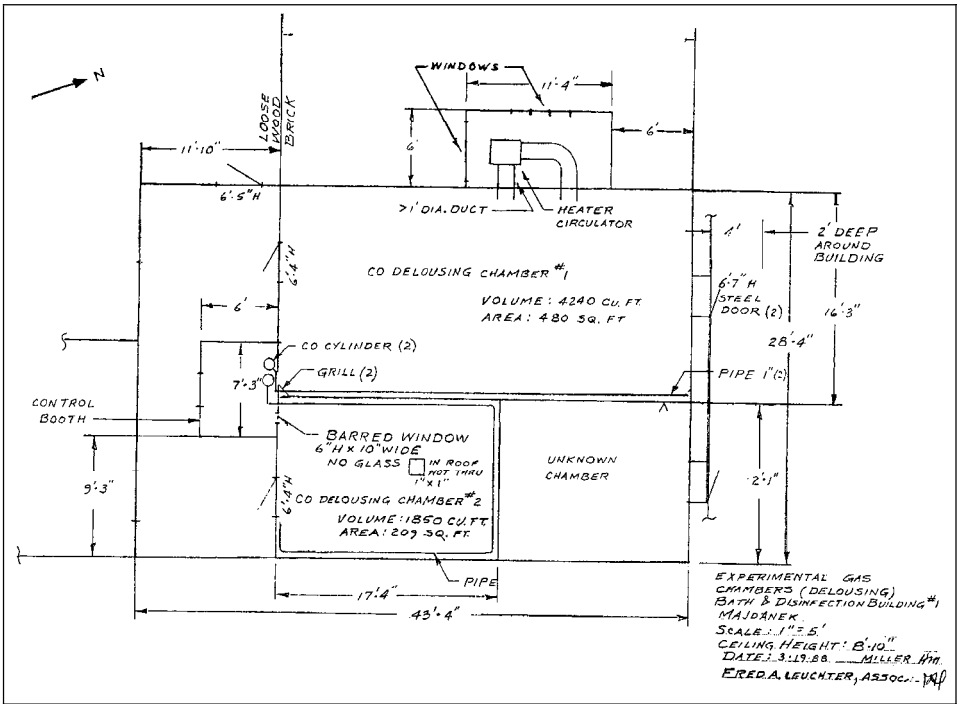 N
WINDOWS
11'-4"
LOOSE
WOOD
BRICK
6'
6'
11'-10"
6'-5"H
>1' DIA. DUCT
HEATER
CIRCULATOR
4'
2' DEEP
AROUND
BUILDING
6'-4"H
CO DELOUSING CHAMBER #1
VOLUME: 4240 CU. FT.
AREA: 480 SQ. FT
6'-7" H
STEEL
DOOR (2)
16'-3"
28'-4"
6'
CO CYLINDER (2)
GRILL (2)
7'-3"
PIPE 1" (2)
CONTROL
BOOTH
BARRED WINDOW
6"H X 10" WIDE
NO GLASS
IN ROOF
NOT THRU
1"X1"
UNKNOWN
CHAMBER
9'-3"
6'-4"H
CO DELOUSING CHAMBER #2
VOLUME: 1850 CU. FT.
AREA: 209 SQ. FT.
12'-1"
PIPE
17'-4"
43'-4"
EXPERIMENTAL GAS
CHAMBERS (DELOUSING)
BATH & DISINFECTION BUILDING #1
MAJDANEK
SCALE: 1" = 5'
CEILING HEIGHT: 8'-10"
DATE: 3-19-88 MILLER
FRED A. LEUCHTER, ASSOC.